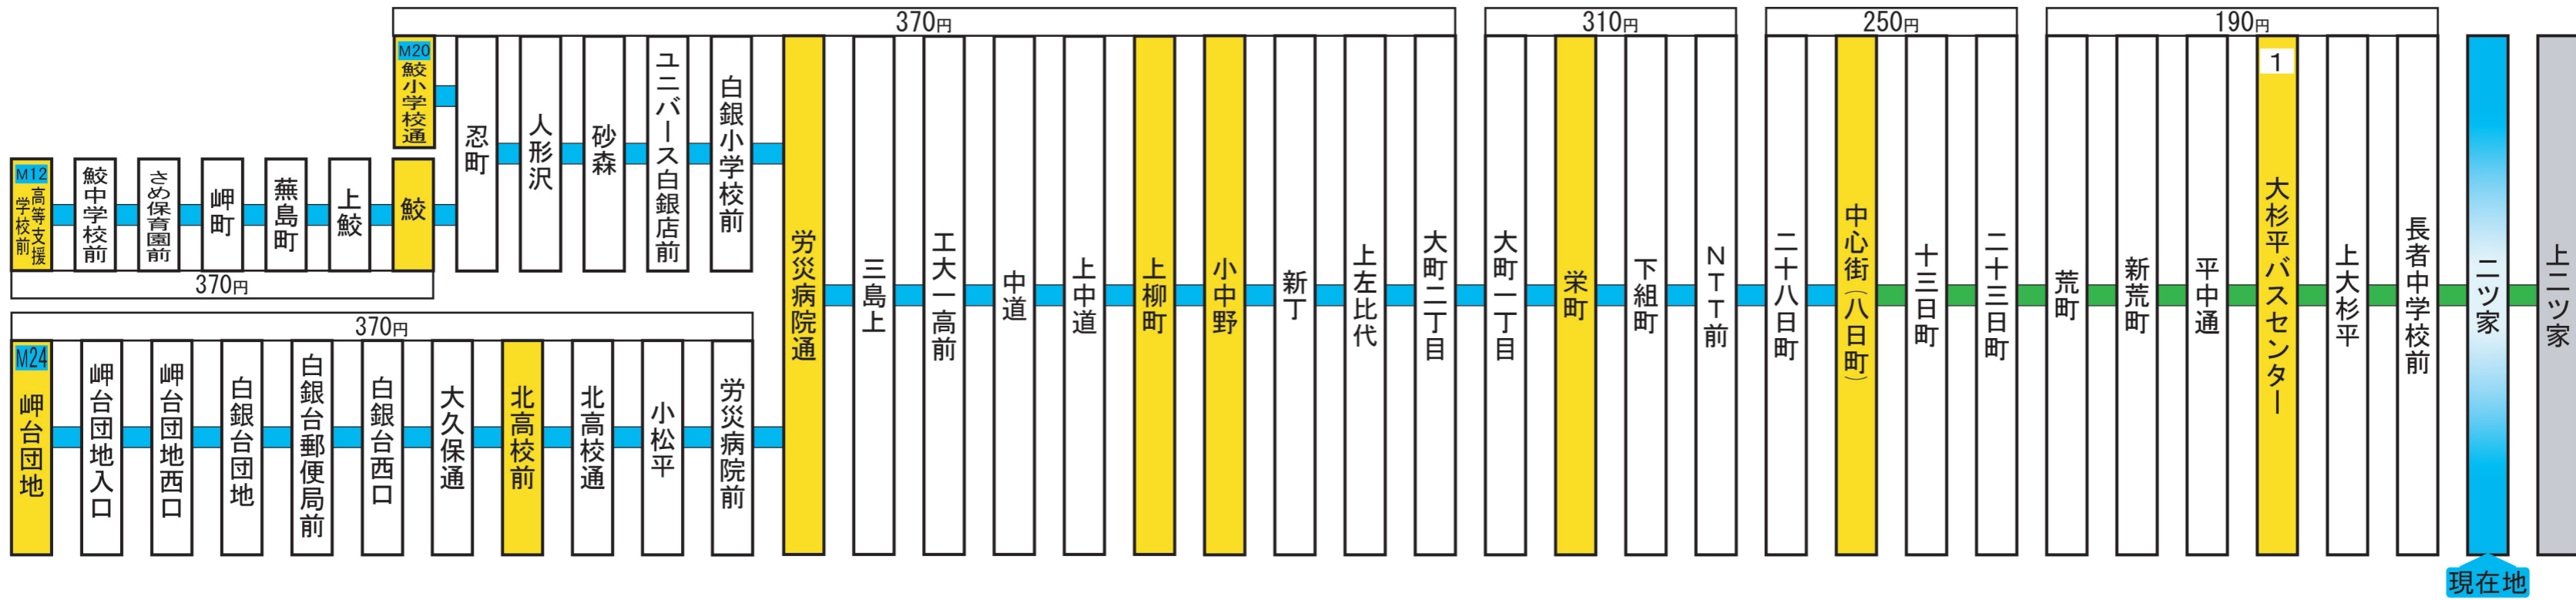 370円
310円
250円
190円
M20
鮫小学校通
忍町
人形沢
砂森
ユニバース白銀店前
白銀小学校前
M12
高等支援
学校前
鮫中学校前
さめ保育園前
岬町
蕪島町
上鮫
鮫
370円
370円
M24
岬台団地
岬台団地入口
岬台団地西口
白銀台団地
白銀台郵便局前
白銀台西口
大久保通
北高校前
北高校通
小松平
労災病院前
労災病院通
三島上
工大一高前
中道
上中道
上柳町
小中野
新丁
上左比代
大町二丁目
大町一丁目
栄町
下組町
NTT前
二十八日町
中心街(八日町)
十三日町
二十三日町
荒町
新荒町
平中通
1
大杉平バスセンター
上大杉平
長者中学校前
二ツ家
上二ツ家
現在地